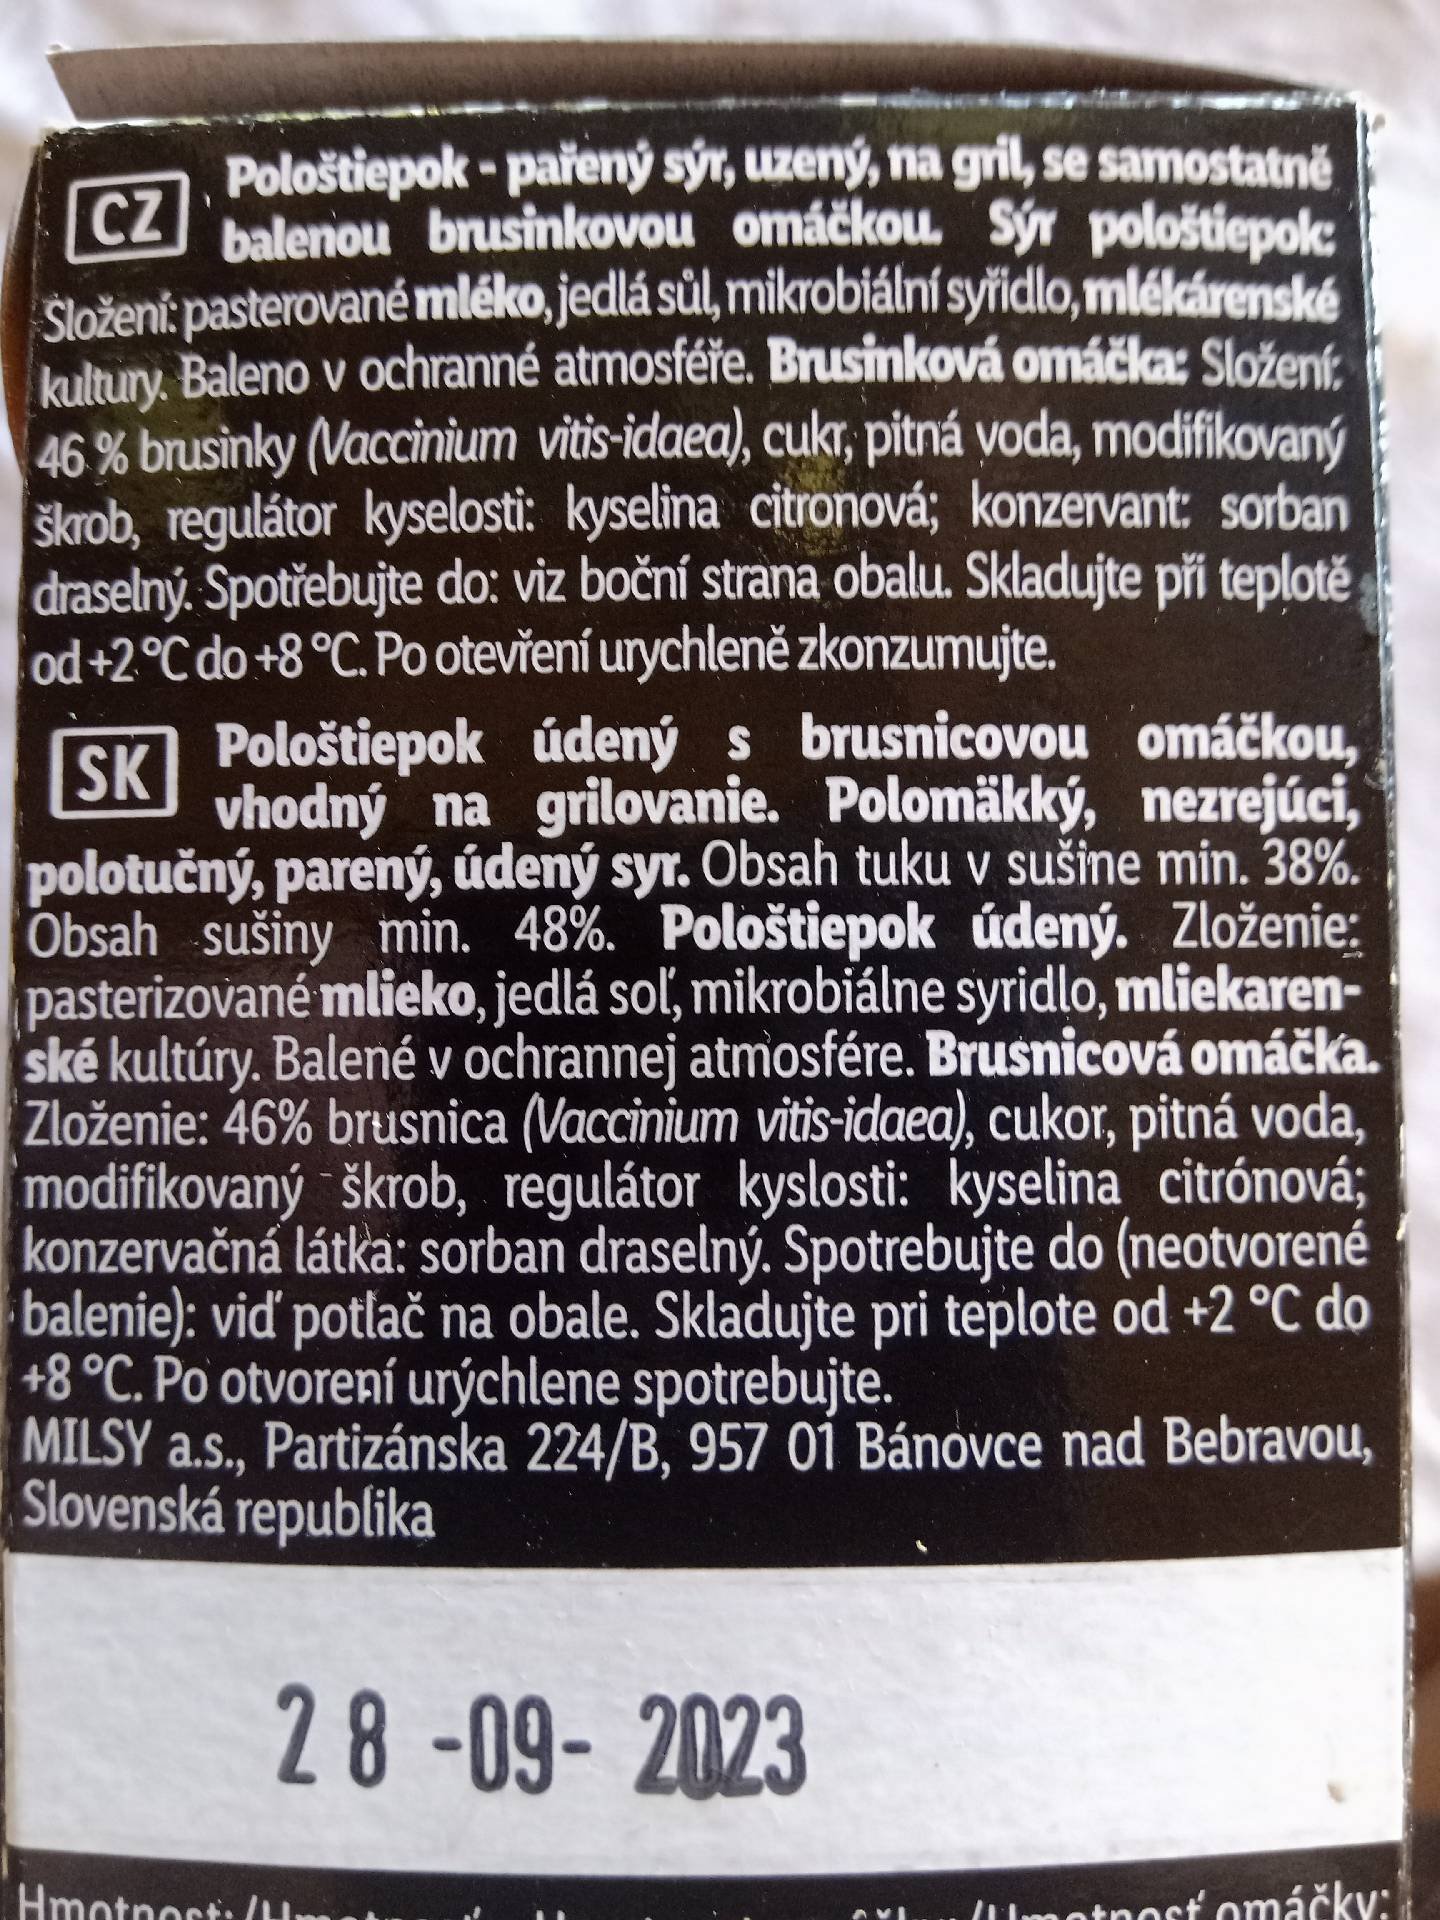 CZ Pološtiepok - pařený sýr, uzený, na gril, se samostatně
balenou brusinkovou omáčkou. Sýr pološtiepok:
Složení: pasterované mléko, jedlá sůl, mikrobiální syřidlo, mlékárenské
kultury. Baleno v ochranné atmosféře. Brusinková omáčka: Složení:
46 % brusinky (Vaccinium vitis-idaea), cukr, pitná voda, modifikovaný
škrob, regulátor kyselosti: kyselina citronová; konzervant: sorban
draselný. Spotřebujte do: viz boční strana obalu. Skladujte při teplotě
od +2 °C do +8 °C. Po otevření urychleně zkonzumujte.
SK Pološtiepok údený s brusnicovou omáčkou,
vhodný na grilovanie. Polomäkký, nezrejúci,
polotučný, parený, údený syr. Obsah tuku v sušine min. 38%.
Obsah sušiny min. 48%. Pološtiepok údený. Zloženie:
pasterizované mlieko, jedlá soľ, mikrobiálne syridlo, mliekaren-
ské kultúry. Balené v ochrannej atmosfére. Brusnicová omáčka.
Zloženie: 46% brusnica (Vaccinium vitis-idaea), cukor, pitná voda,
modifikovaný škrob, regulátor kyslosti: kyselina citrónová;
konzervačná látka: sorban draselný. Spotrebujte do (neotvorené
balenie): viď potlač na obale. Skladujte pri teplote od +2 °C do
+8 °C. Po otvorení urýchlene spotrebujte.
MILSY a.s., Partizánska 224/B, 957 01 Bánovce nad Bebravou,
Slovenská republika
28 -09- 2023
Hmotnost: omáčky: